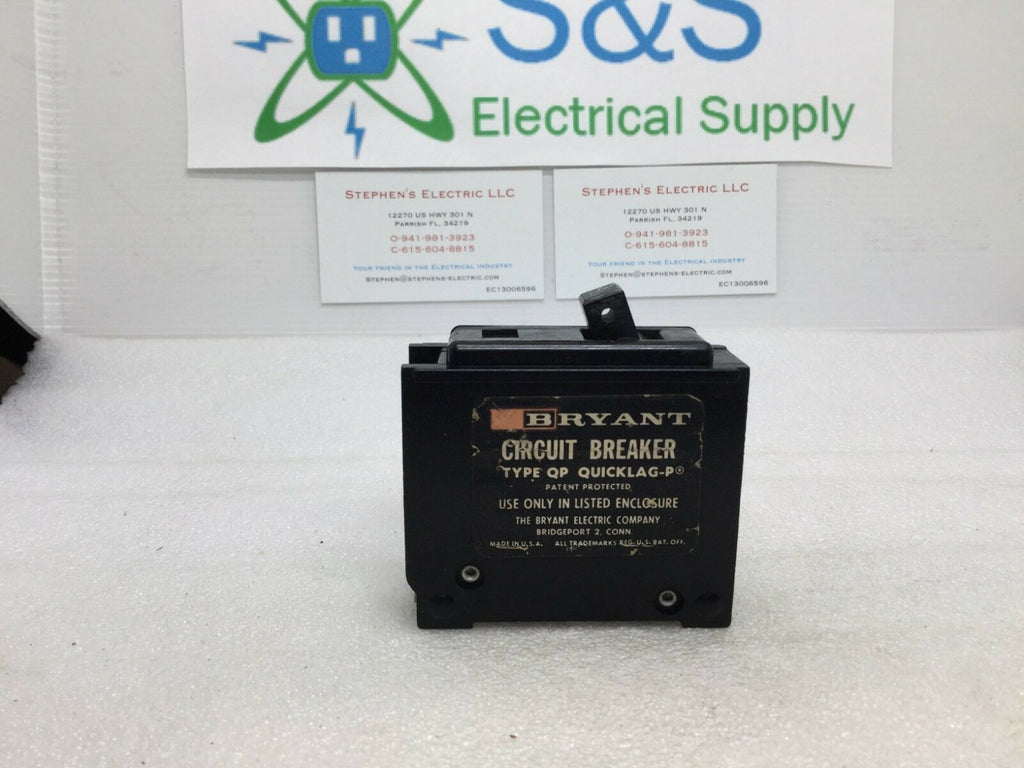 S&S
Electrical Supply
STEPHEN'S ELECTRIC LLC
12270 US HWY 301 N
PARRISH FL, 34219
O-941-981-3923
C-615-604-8815
YOUR FRIEND IN THE ELECTRICAL INDUSTRY
STEPHEN@STEPHENS-ELECTRIC.COM
EC13006596
STEPHEN'S ELECTRIC LLC
12270 US HWY 301 N
PARRISH FL, 34219
O-941-981-3923
C-615-604-8815
YOUR FRIEND IN THE ELECTRICAL INDUSTRY
STEPHEN@STEPHENS-ELECTRIC.COM
EC13006596
BRYANT
CIRCUIT BREAKER
TYPE QP QUICKLAG-P®
PATENT PROTECTED
USE ONLY IN LISTED ENCLOSURE
THE BRYANT ELECTRIC COMPANY
BRIDGEPORT 2, CONN.
MADE IN U.S.A. ALL TRADEMARKS REG. U.S. PAT. OFF.